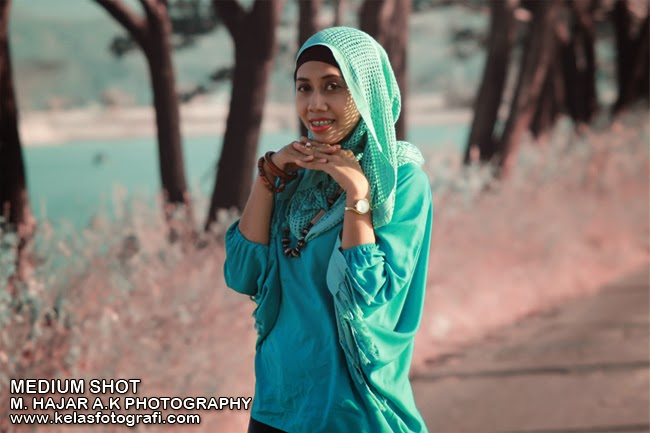 MEDIUM SHOT
M. HAJAR A.K PHOTOGRAPHY
www.kelasfotografi.com